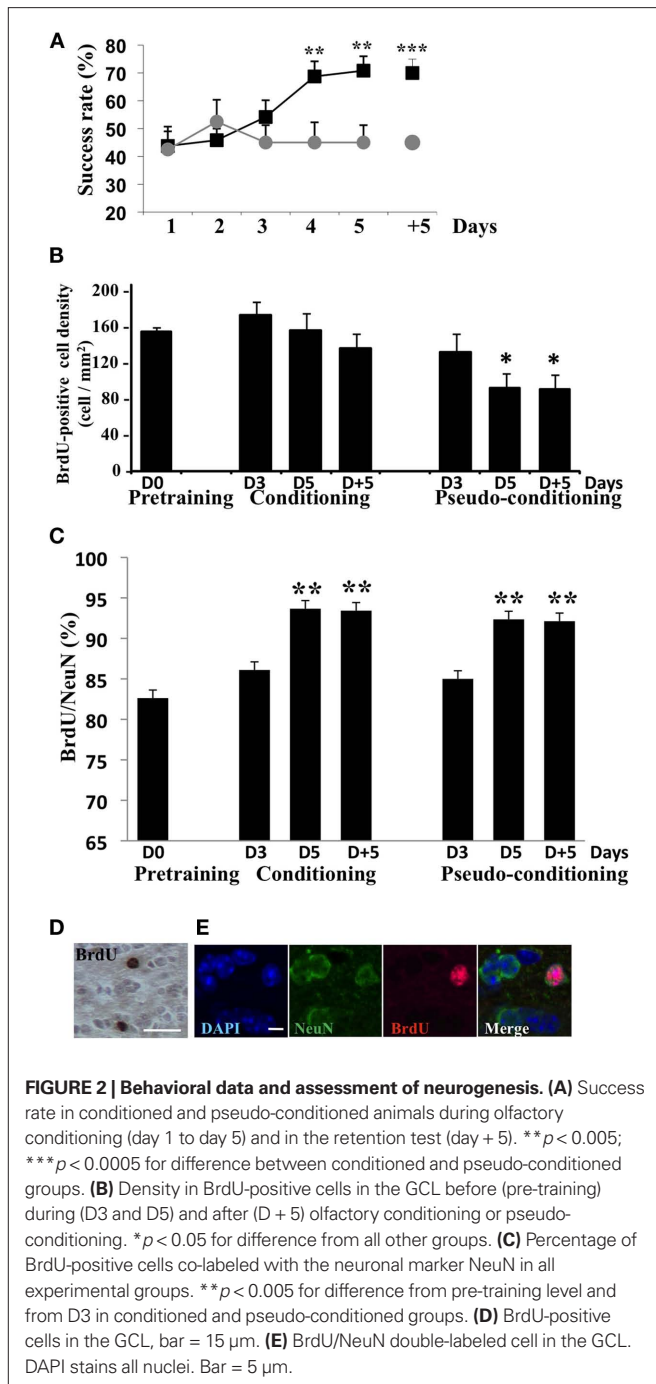 A
Success rate (%)
80
70
60
50
40
30
20
** ** ***
1 2 3 4 5 +5 Days
B
BrdU-positive cell density
(cell / mm²)
200
160
120
80
40
0
* *
D0 D3 D5 D+5 D3 D5 D+5 Days
Pretraining Conditioning Pseudo-conditioning
C
BrdU/NeuN (%)
100
95
90
85
80
75
70
65
** ** ** **
D0 D3 D5 D+5 D3 D5 D+5 Days
Pretraining Conditioning Pseudo-conditioning
D E
BrdU
DAPI NeuN BrdU Merge
FIGURE 2 | Behavioral data and assessment of neurogenesis. (A) Success
rate in conditioned and pseudo-conditioned animals during olfactory
conditioning (day 1 to day 5) and in the retention test (day + 5). **p < 0.005;
***p < 0.0005 for difference between conditioned and pseudo-conditioned
groups. (B) Density in BrdU-positive cells in the GCL before (pre-training)
during (D3 and D5) and after (D + 5) olfactory conditioning or pseudo-
conditioning. *p < 0.05 for difference from all other groups. (C) Percentage of
BrdU-positive cells co-labeled with the neuronal marker NeuN in all
experimental groups. **p < 0.005 for difference from pre-training level and
from D3 in conditioned and pseudo-conditioned groups. (D) BrdU-positive
cells in the GCL, bar = 15 μm. (E) BrdU/NeuN double-labeled cell in the GCL.
DAPI stains all nuclei. Bar = 5 μm.